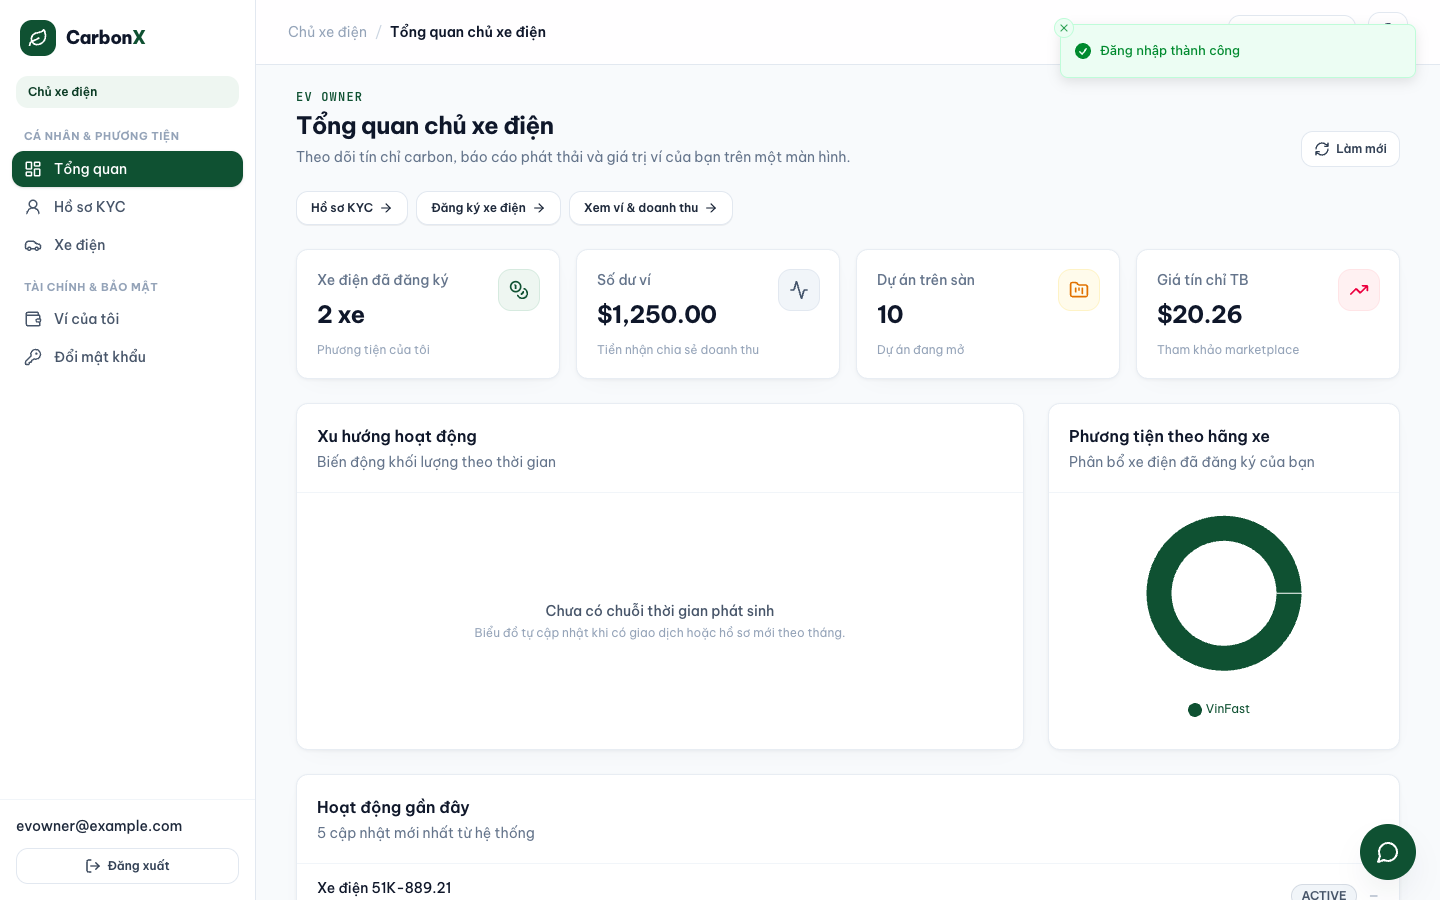 CarbonX
Chủ xe điện
CÁ NHÂN & PHƯƠNG TIỆN
Tổng quan
Hồ sơ KYC
Xe điện
TÀI CHÍNH & BẢO MẬT
Ví của tôi
Đổi mật khẩu
evowner@example.com
Đăng xuất
Chủ xe điện / Tổng quan chủ xe điện
Đăng nhập thành công
EV OWNER
Tổng quan chủ xe điện
Theo dõi tín chỉ carbon, báo cáo phát thải và giá trị ví của bạn trên một màn hình.
Làm mới
Hồ sơ KYC →
Đăng ký xe điện →
Xem ví & doanh thu →
Xe điện đã đăng ký
2 xe
Phương tiện của tôi
Số dư ví
$1,250.00
Tiền nhận chia sẻ doanh thu
Dự án trên sàn
10
Dự án đang mở
Giá tín chỉ TB
$20.26
Tham khảo marketplace
Xu hướng hoạt động
Biến động khối lượng theo thời gian
Chưa có chuỗi thời gian phát sinh
Biểu đồ tự cập nhật khi có giao dịch hoặc hồ sơ mới theo tháng.
Phương tiện theo hãng xe
Phân bổ xe điện đã đăng ký của bạn
VinFast
Hoạt động gần đây
5 cập nhật mới nhất từ hệ thống
Xe điện 51K-889.21
ACTIVE —